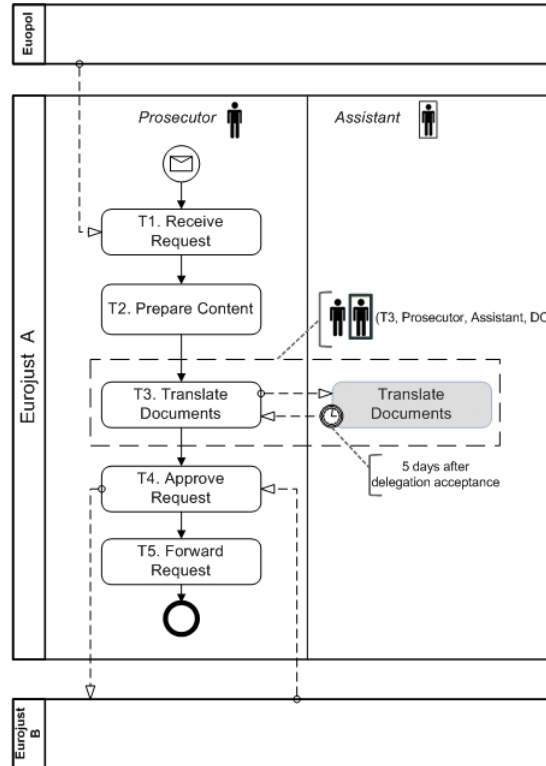 Euopol
Eurojust A
Prosecutor
Assistant
T1. Receive
Request
T2. Prepare Content
(T3, Prosecutor, Assistant, DC
T3. Translate
Documents
Translate
Documents
5 days after
delegation acceptance
T4. Approve
Request
T5. Forward
Request
Eurojust
B